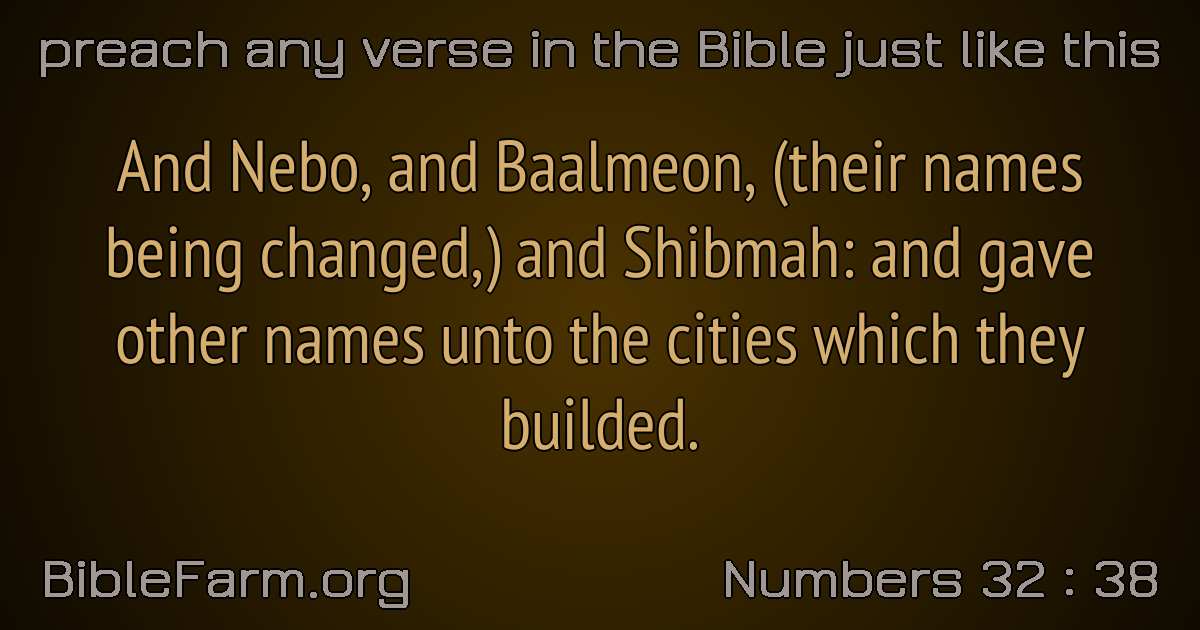 preach any verse in the Bible just like this
And Nebo, and Baalmeon, (their names
being changed,) and Shibmah: and gave
other names unto the cities which they
builded.
BibleFarm.org
Numbers 32 : 38